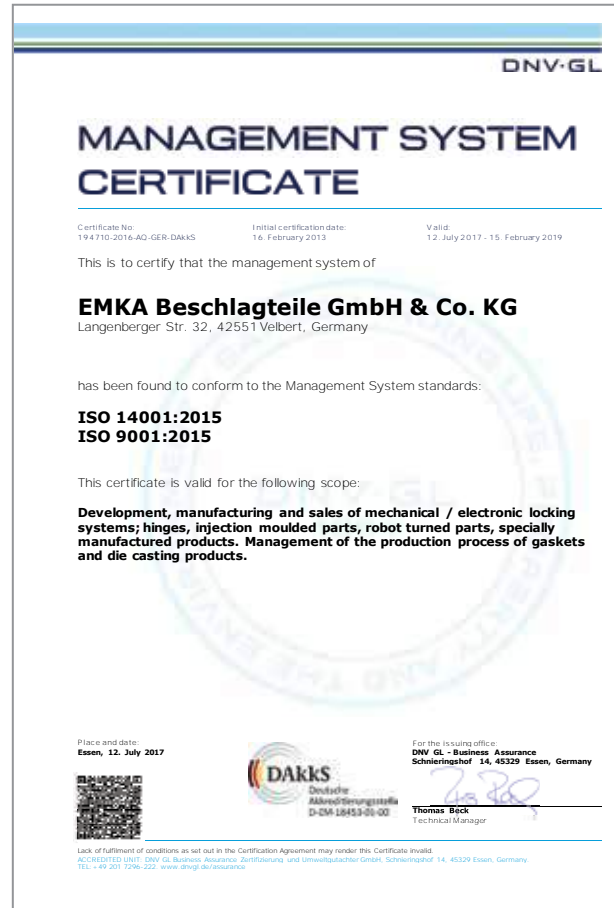 DNV·GL
MANAGEMENT SYSTEM
CERTIFICATE
Certificate No: Initial certification date: Valid:
194710-2016-AQ-GER-DAkkS 16. February 2013 12. July 2017 - 15. February 2019
This is to certify that the management system of
EMKA Beschlagteile GmbH & Co. KG
Langenberger Str. 32, 42551 Velbert, Germany
has been found to conform to the Management System standards:
ISO 14001:2015
ISO 9001:2015
This certificate is valid for the following scope:
Development, manufacturing and sales of mechanical / electronic locking
systems; hinges, injection moulded parts, robot turned parts, specially
manufactured products. Management of the production process of gaskets
and die casting products.
Place and date:
Essen, 12. July 2017
DAkkS
Deutsche
Akkreditierungsstelle
D-ZM-18453-01-00
For the issuing office:
DNV GL - Business Assurance
Schnieringshof 14, 45329 Essen, Germany
Thomas Beck
Technical Manager
Lack of fulfilment of conditions as set out in the Certification Agreement may render this Certificate invalid.
ACCREDITED UNIT: DNV GL Business Assurance Zertifizierung und Umweltgutachter GmbH, Schnieringshof 14, 45329 Essen, Germany.
TEL: +49 201 7296-222. www.dnvgl.de/assurance